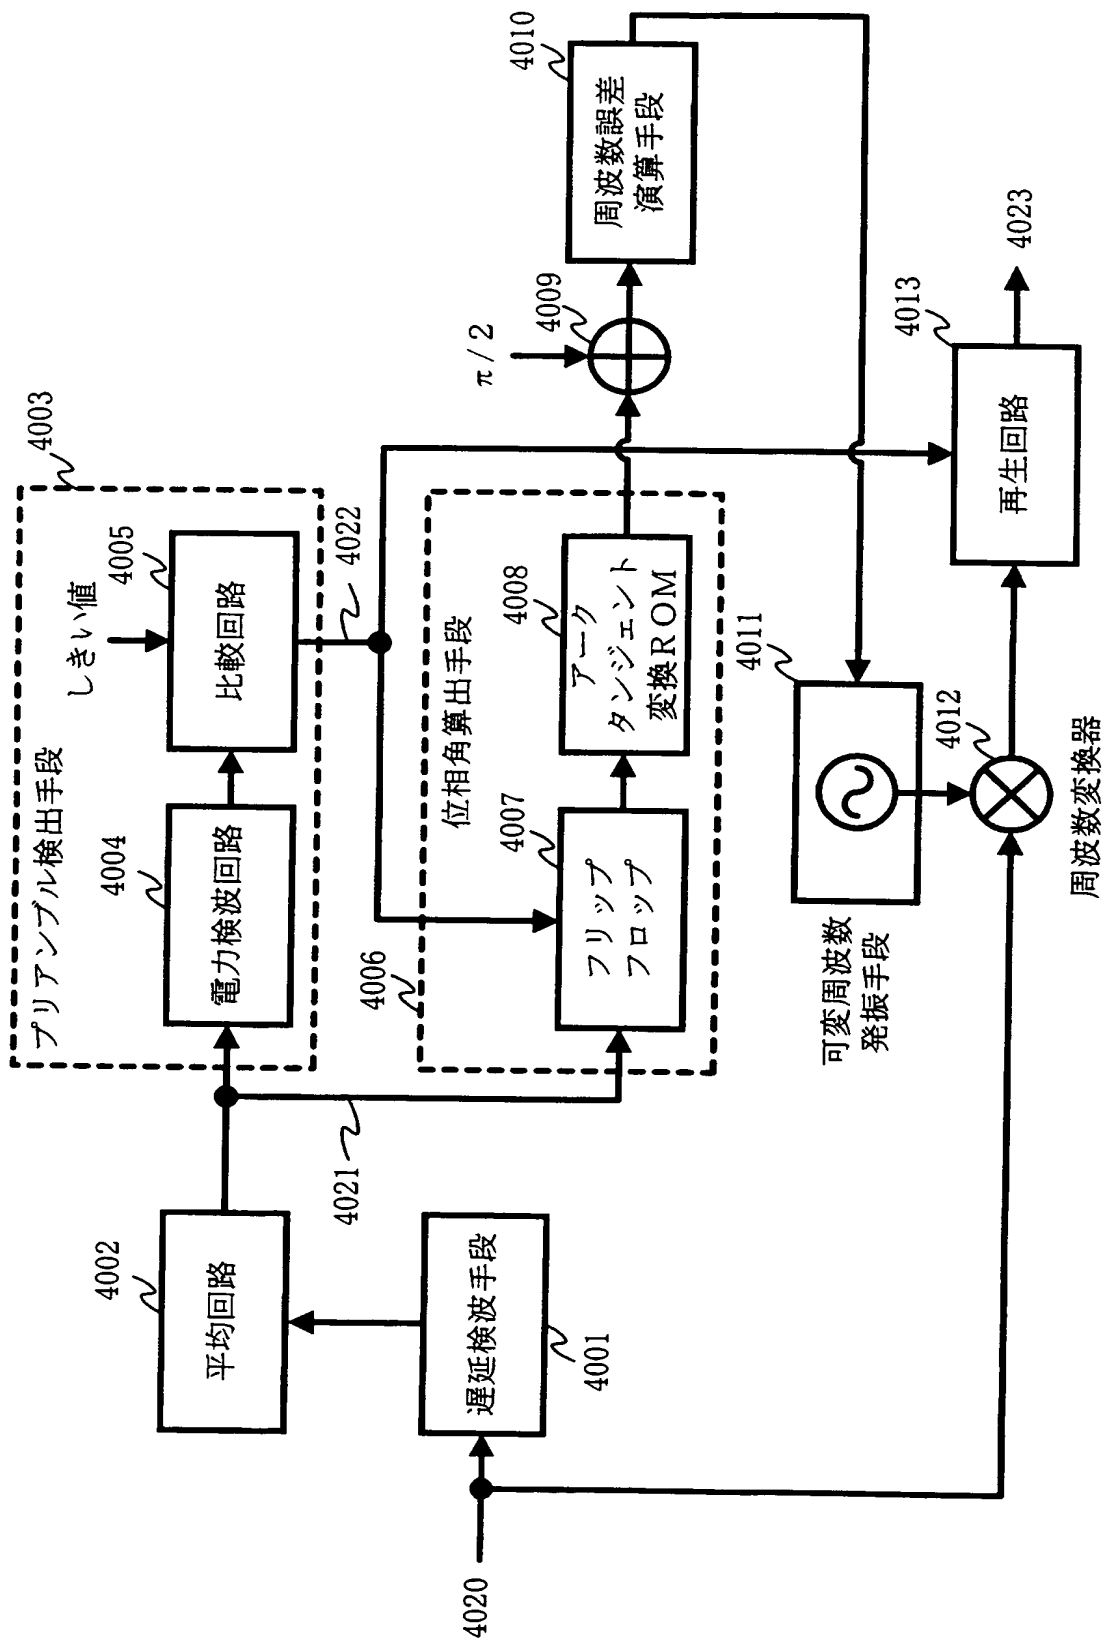 プリアンブル検出手段
4003
しきい値
4002
平均回路
4004
電力検波回路
4005
比較回路
4022
4021
4001
遅延検波手段
4020
4006
位相角算出手段
4007
フリップ
フロップ
4008
アーク
タンジェント
変換ROM
π/2
4009
4010
周波数誤差
演算手段
可変周波数
発振手段
4011
4012
周波数変換器
4013
再生回路
4023